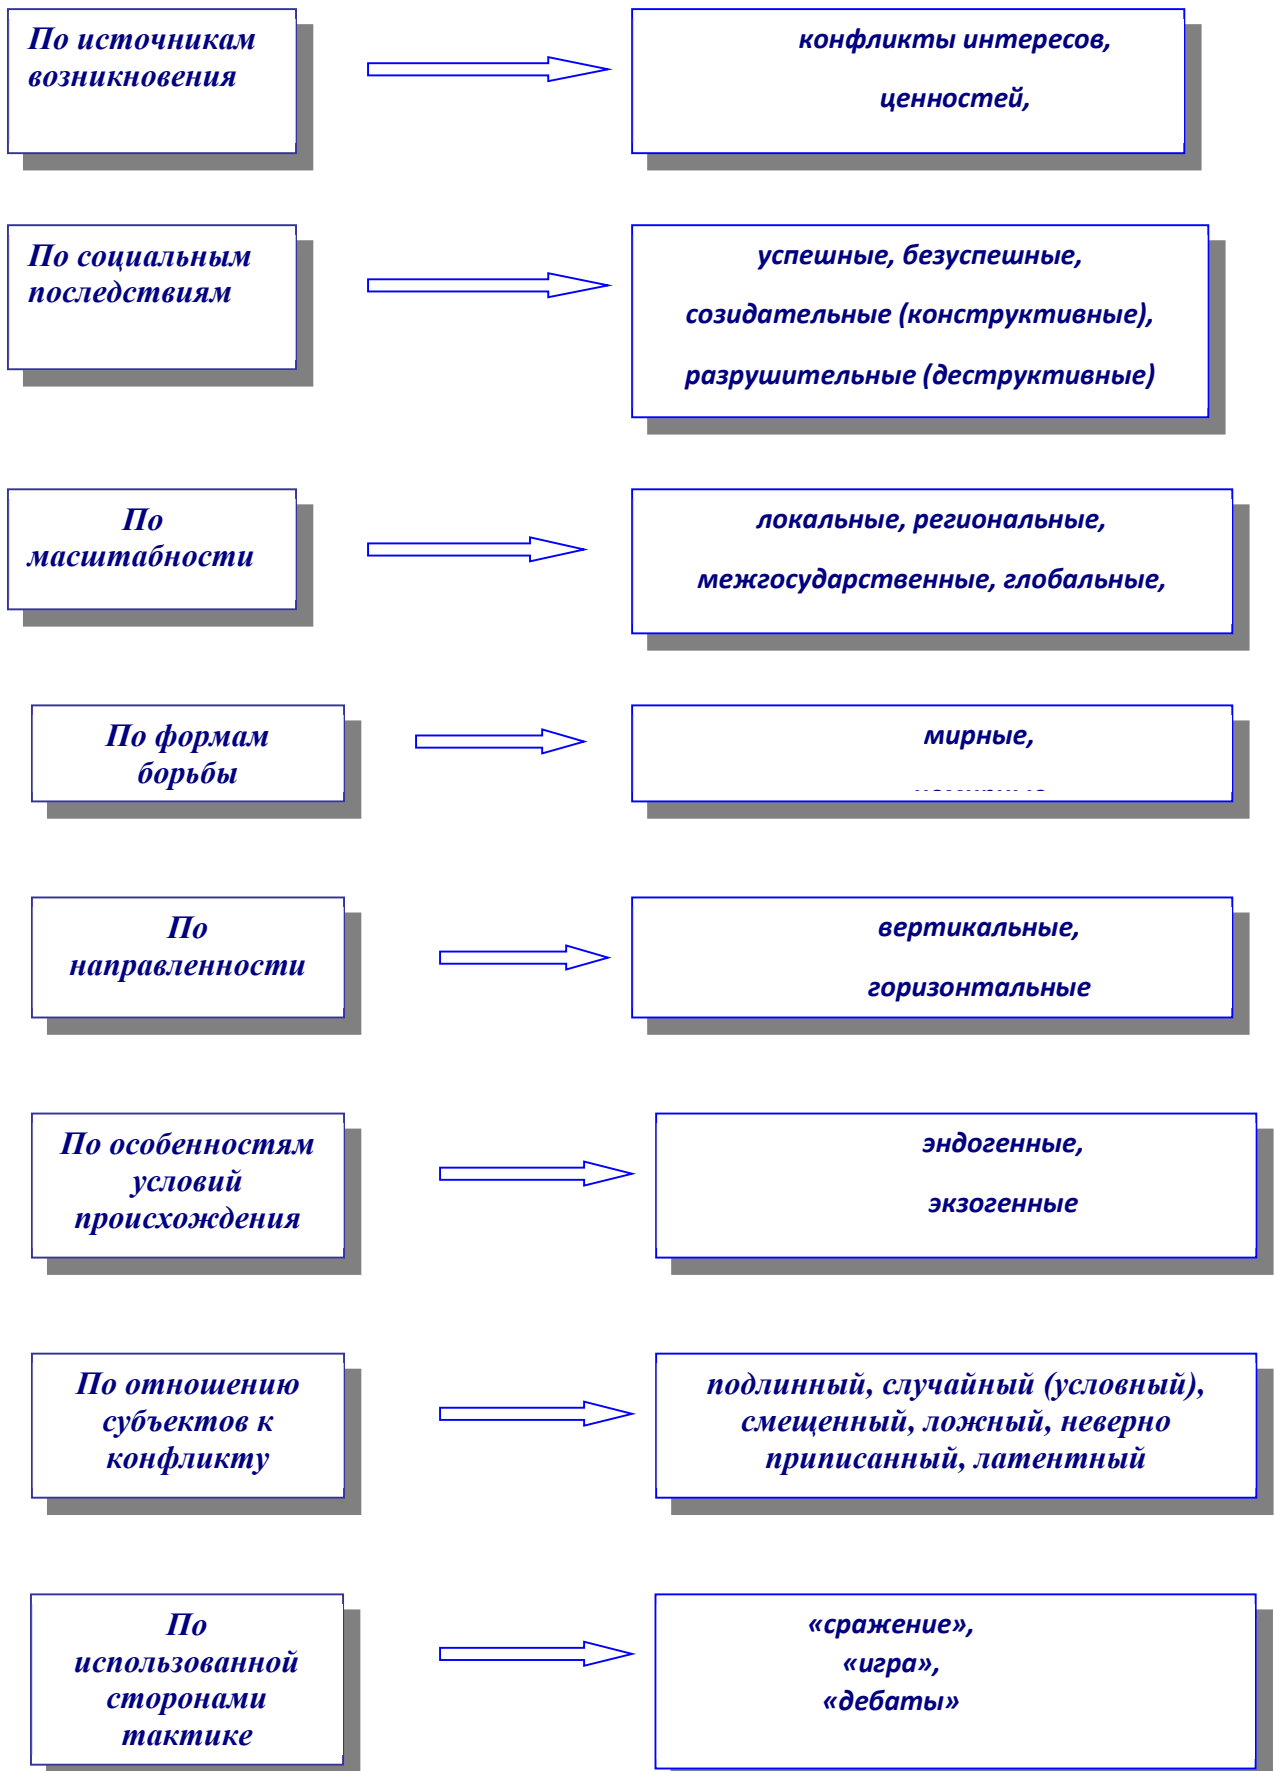 По источникам
возникновения
конфликты интересов,
ценностей,
По социальным
последствиям
успешные, безуспешные,
созидательные (конструктивные),
разрушительные (деструктивные)
По
масштабности
локальные, региональные,
межгосударственные, глобальные,
По формам
борьбы
мирные,
По
направленности
вертикальные,
горизонтальные
По особенностям
условий
происхождения
эндогенные,
экзогенные
По отношению
субъектов к
конфликту
подлинный, случайный (условный),
смещенный, ложный, неверно
приписанный, латентный
По
использованной
сторонами
тактике
«сражение»,
«игра»,
«дебаты»